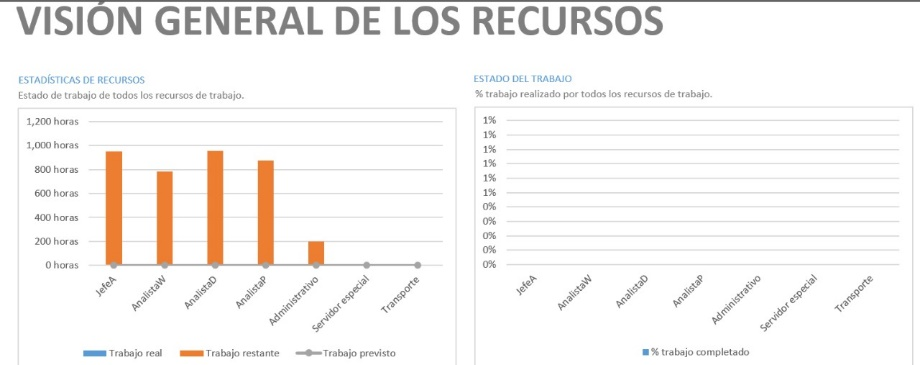 VISIÓN GENERAL DE LOS RECURSOS
ESTADÍSTICAS DE RECURSOS
Estado de trabajo de todos los recursos de trabajo.
1,200 horas
1,000 horas
800 horas
600 horas
400 horas
200 horas
0 horas
JefeA
AnalistaW
AnalistaD
AnalistaP
Administrativo
Servidor especial
Transporte
Trabajo real
Trabajo restante
Trabajo previsto
ESTADO DEL TRABAJO
% trabajo realizado por todos los recursos de trabajo.
1%
1%
1%
1%
1%
1%
0%
0%
0%
0%
0%
JefeA
AnalistaW
AnalistaD
AnalistaP
Administrativo
Servidor especial
Transporte
% trabajo completado